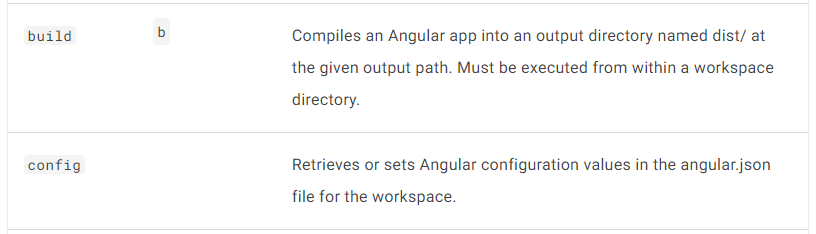 build b Compiles an Angular app into an output directory named dist/ at
the given output path. Must be executed from within a workspace
directory.
config Retrieves or sets Angular configuration values in the angular.json
file for the workspace.